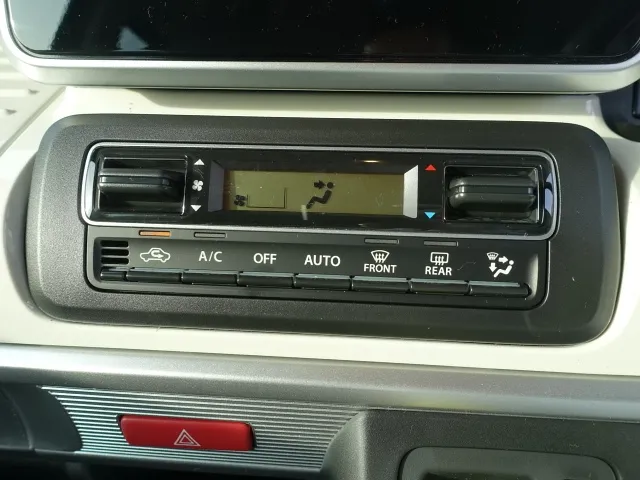 A/C OFF AUTO FRONT REAR